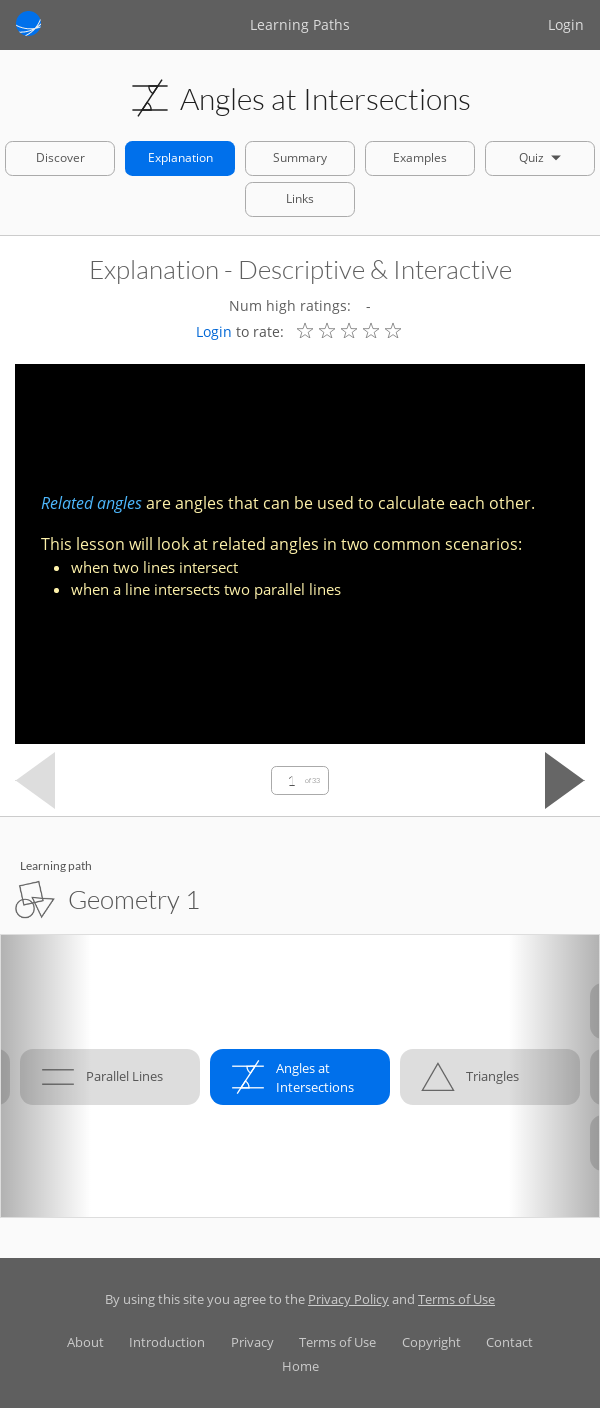 Learning Paths
Login
Angles at Intersections
Discover
Explanation
Summary
Examples
Quiz
Links
Explanation - Descriptive & Interactive
Num high ratings: -
Login to rate:
Related angles are angles that can be used to calculate each other.
This lesson will look at related angles in two common scenarios:
• when two lines intersect
• when a line intersects two parallel lines
1 of 33
Learning path
Geometry 1
Parallel Lines
Angles at
Intersections
Triangles
By using this site you agree to the Privacy Policy and Terms of Use
About Introduction Privacy Terms of Use Copyright Contact
Home